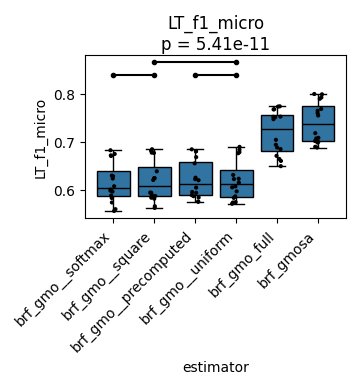 LT_f1_micro
p = 5.41e-11
LT_f1_micro
0.8
0.7
0.6
brf_gmo__softmax
brf_gmo__square
brf_gmo__precomputed
brf_gmo__uniform
brf_gmo_full
brf_gmosa
estimator